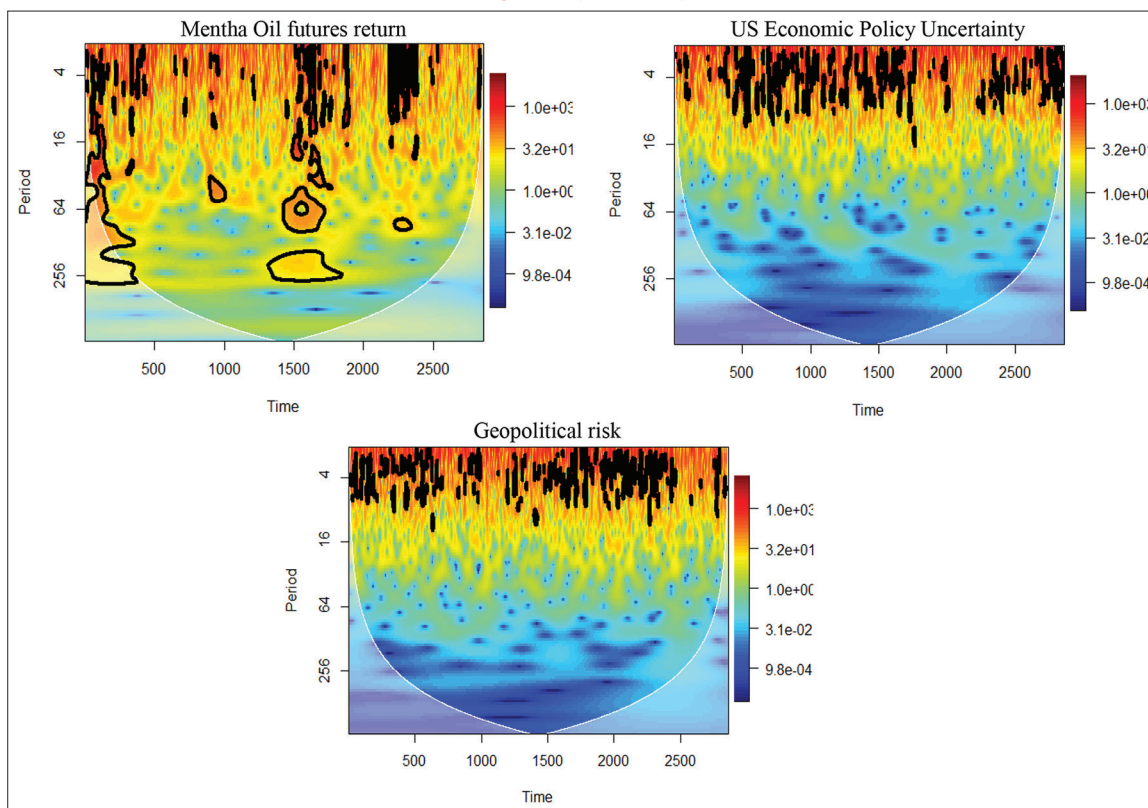 Mentha Oil futures return
4
16
64
256
Period
500 1000 1500 2000 2500
Time
1.0e+03
3.2e+01
1.0e+00
3.1e-02
9.8e-04
US Economic Policy Uncertainty
4
16
64
256
Period
500 1000 1500 2000 2500
Time
1.0e+03
3.2e+01
1.0e+00
3.1e-02
9.8e-04
Geopolitical risk
4
16
64
256
Period
500 1000 1500 2000 2500
Time
1.0e+03
3.2e+01
1.0e+00
3.1e-02
9.8e-04